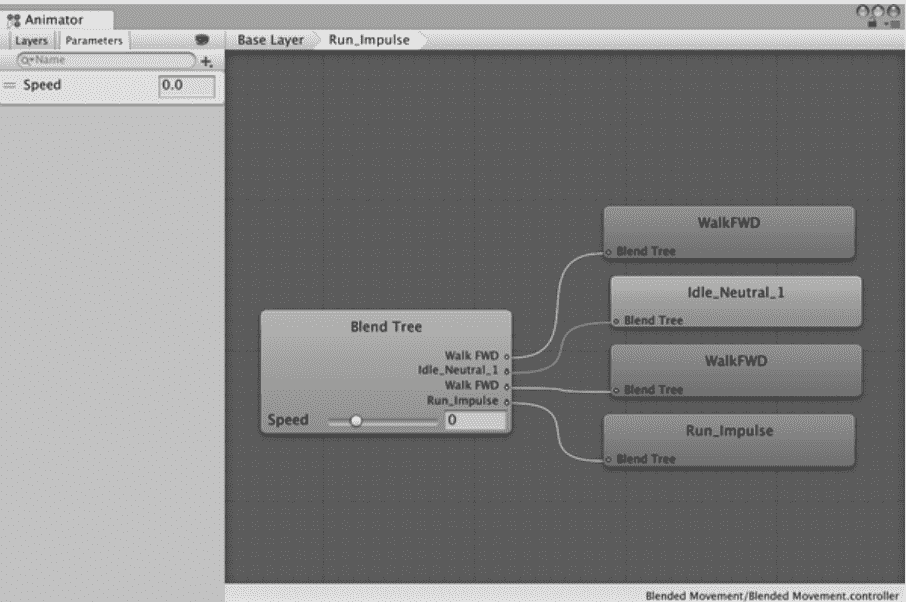 Animator
Layers
Parameters
Base Layer
Run_Impulse
Name
Speed
0.0
WalkFWD
Blend Tree
Idle_Neutral_1
Blend Tree
Blend Tree
Walk FWD
Idle_Neutral_1
Walk FWD
Run_Impulse
Speed
0
WalkFWD
Blend Tree
Run_Impulse
Blend Tree
Blended Movement/Blended Movement.controller